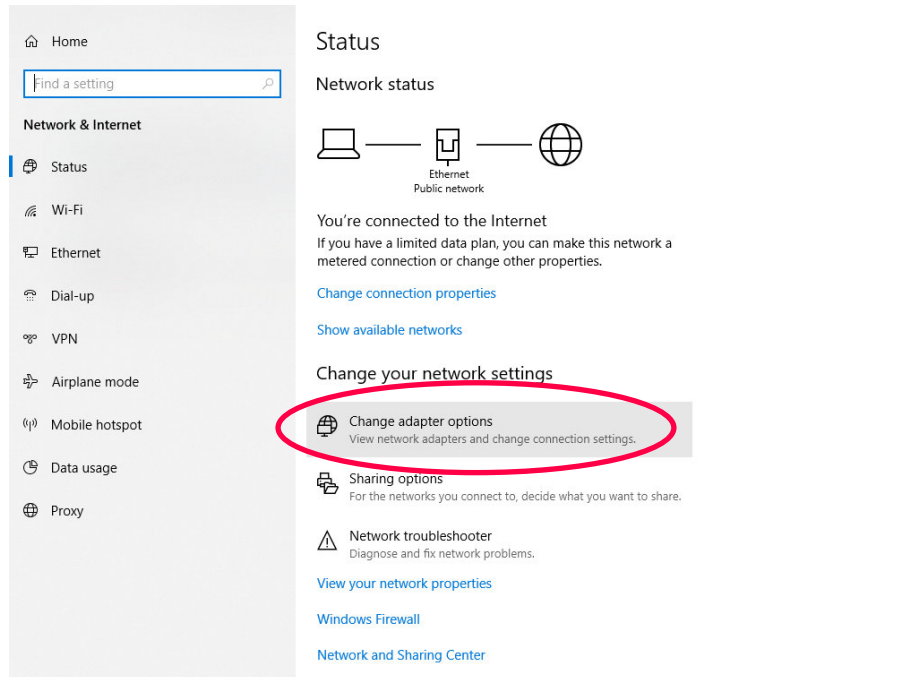 Home
Find a setting
Network & Internet
Status
Wi-Fi
Ethernet
Dial-up
VPN
Airplane mode
Mobile hotspot
Data usage
Proxy
Status
Network status
Ethernet
Public network
You're connected to the Internet
If you have a limited data plan, you can make this network a
metered connection or change other properties.
Change connection properties
Show available networks
Change your network settings
Change adapter options
View network adapters and change connection settings.
Sharing options
For the networks you connect to, decide what you want to share.
Network troubleshooter
Diagnose and fix network problems.
View your network properties
Windows Firewall
Network and Sharing Center